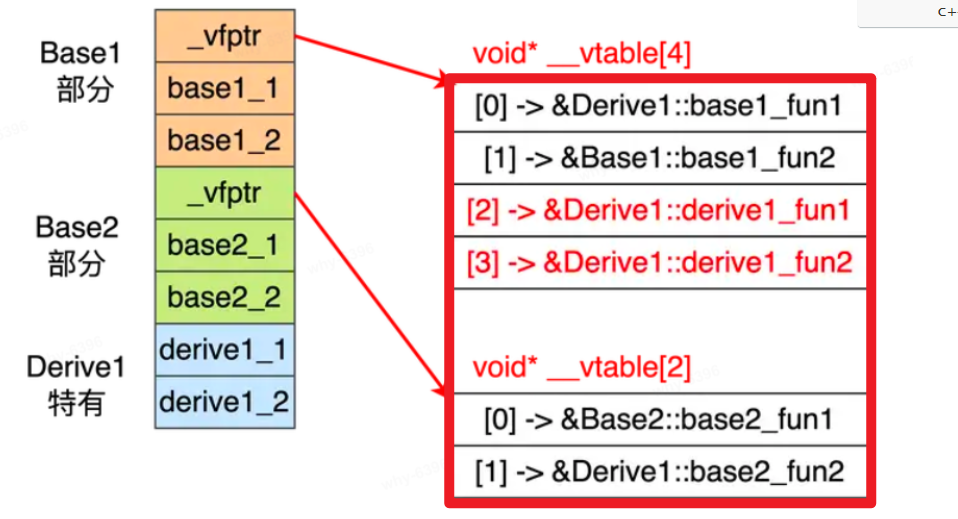 C+
Base1
部分
_vfptr
base1_1
base1_2
Base2
部分
_vfptr
base2_1
base2_2
Derive1
特有
derive1_1
derive1_2
void* __vtable[4]
[0] -> &Derive1::base1_fun1
[1] -> &Base1::base1_fun2
[2] -> &Derive1::derive1_fun1
[3] -> &Derive1::derive1_fun2
void* __vtable[2]
[0] -> &Base2::base2_fun1
[1] -> &Derive1::base2_fun2